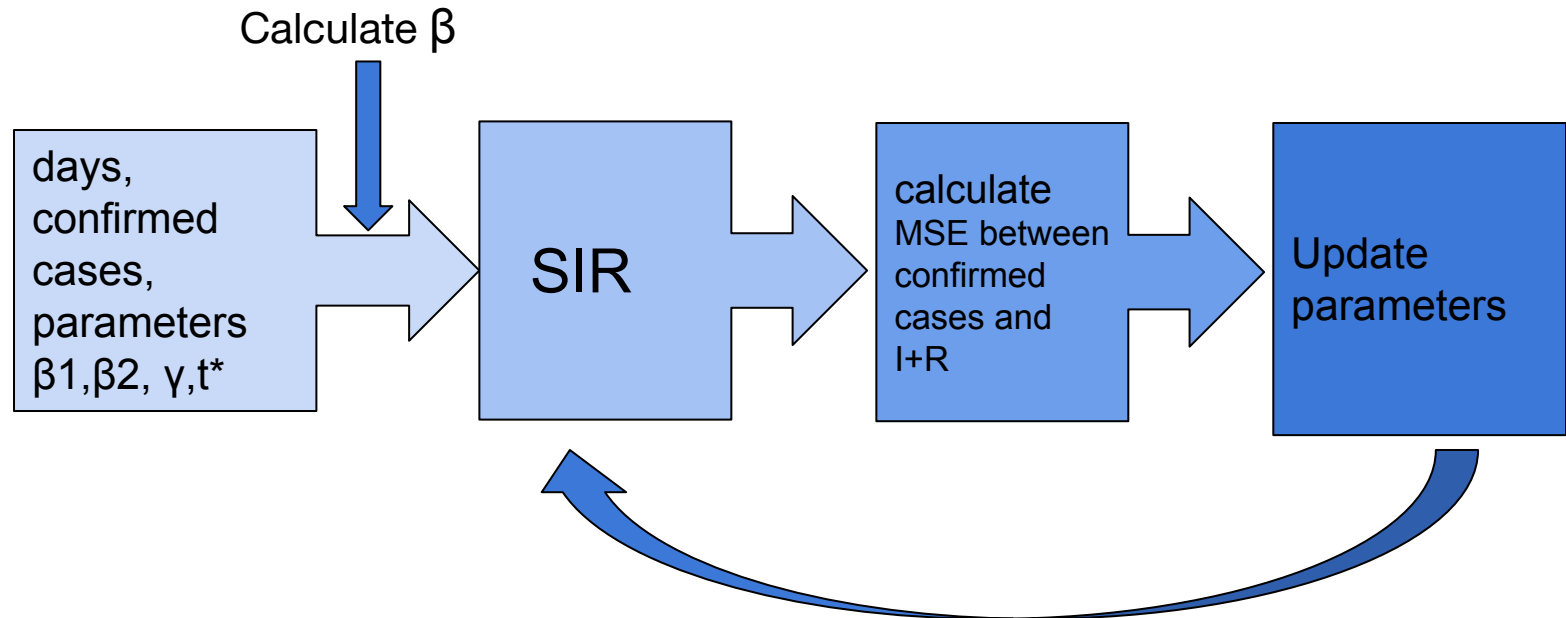 Calculate β
days,
confirmed
cases,
parameters
β1,β2, γ,t*
SIR
calculate
MSE between
confirmed
cases and
I+R
Update
parameters